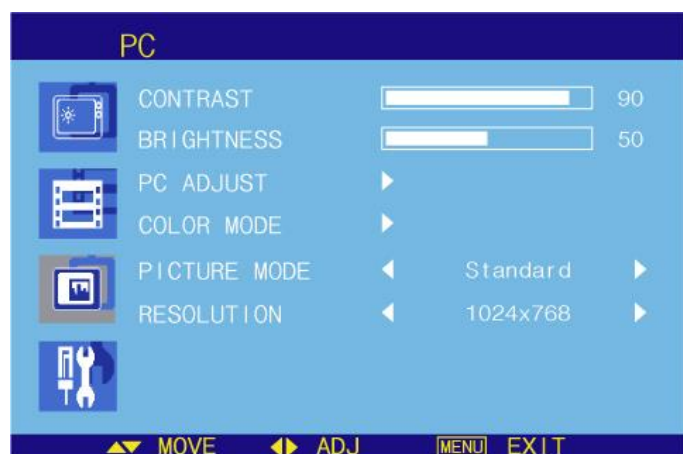 PC
CONTRAST 90
BRIGHTNESS 50
PC ADJUST
COLOR MODE
PICTURE MODE Standard
RESOLUTION 1024x768
MOVE ADJ MENU EXIT